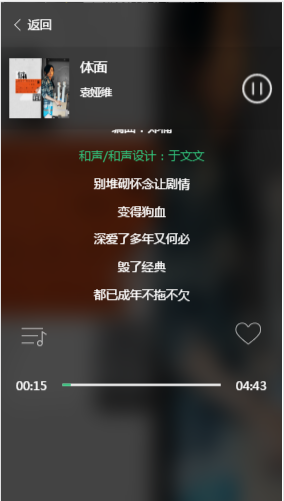 返回
体面
袁娅维
和声/和声设计：于文文
别堆砌怀念让剧情
变得狗血
深爱了多年又何必
毁了经典
都已成年不拖不欠
00:15
04:43